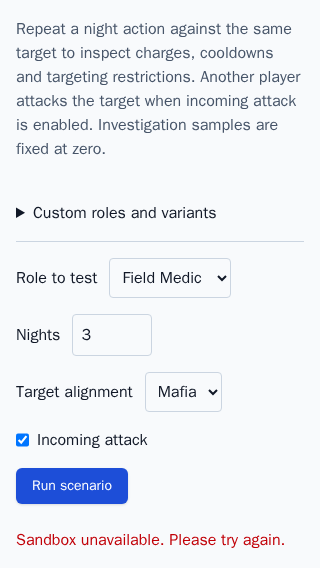 Repeat a night action against the same
target to inspect charges, cooldowns
and targeting restrictions. Another player
attacks the target when incoming attack
is enabled. Investigation samples are
fixed at zero.
Custom roles and variants
Role to test Field Medic
Nights 3
Target alignment Mafia
Incoming attack
Run scenario
Sandbox unavailable. Please try again.